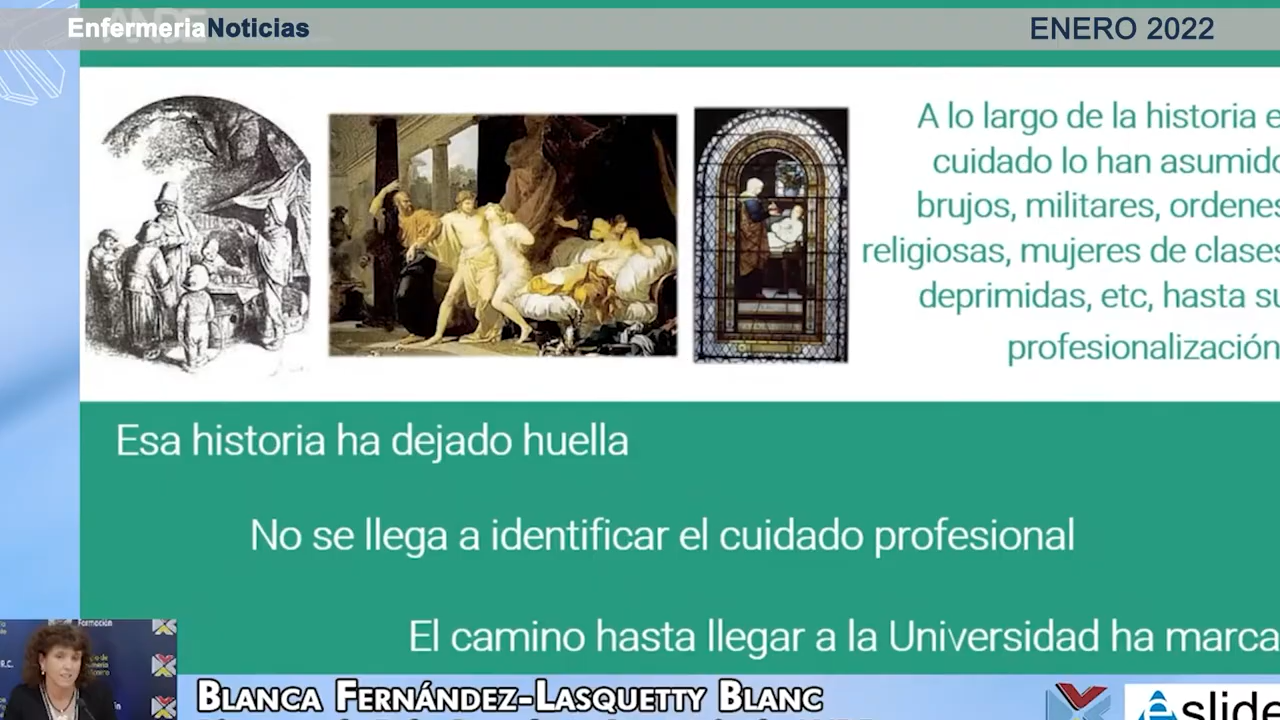 EnfermeriaNoticias
ENERO 2022
A lo largo de la historia e
cuidado lo han asumido
brujos, militares, ordenes
religiosas, mujeres de clases
deprimidas, etc, hasta su
profesionalización
Esa historia ha dejado huella
No se llega a identificar el cuidado profesional
El camino hasta llegar a la Universidad ha marca
Formación
R.C.
BLANCA FERNÁNDEZ-LASQUETTY BLANC
eslide